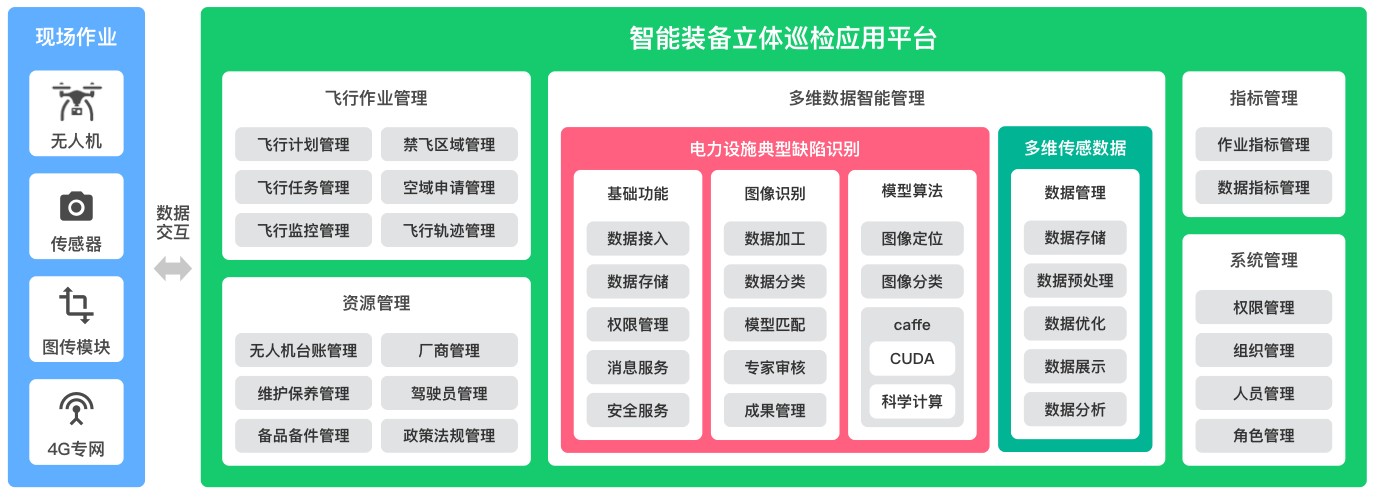 现场作业
无人机
传感器
图传模块
4G专网
数据
交互
智能装备立体巡检应用平台
飞行作业管理
飞行计划管理
禁飞区域管理
飞行任务管理
空域申请管理
飞行监控管理
飞行轨迹管理
资源管理
无人机台账管理
厂商管理
维护保养管理
驾驶员管理
备品备件管理
政策法规管理
多维数据智能管理
电力设施典型缺陷识别
基础功能
数据接入
数据存储
权限管理
消息服务
安全服务
图像识别
数据加工
数据分类
模型匹配
专家审核
成果管理
模型算法
图像定位
图像分类
caffe
CUDA
科学计算
多维传感数据
数据管理
数据存储
数据预处理
数据优化
数据展示
数据分析
指标管理
作业指标管理
数据指标管理
系统管理
权限管理
组织管理
人员管理
角色管理